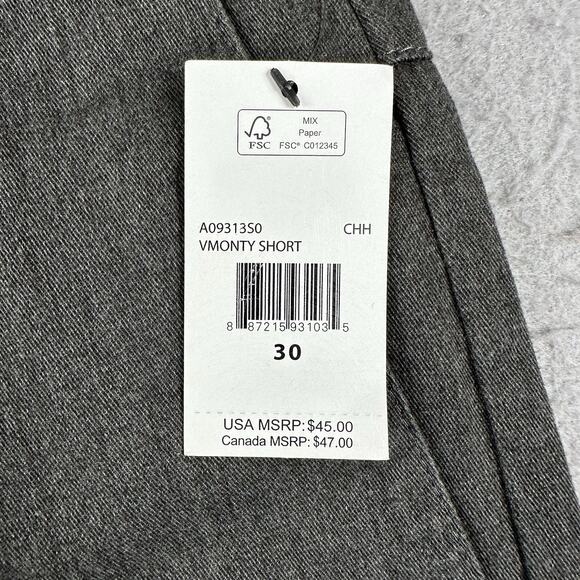 FSC
MIX
Paper
FSC® C012345
A09313S0 CHH
VMONTY SHORT
8 87215 93103 5
30
USA MSRP: $45.00
Canada MSRP: $47.00